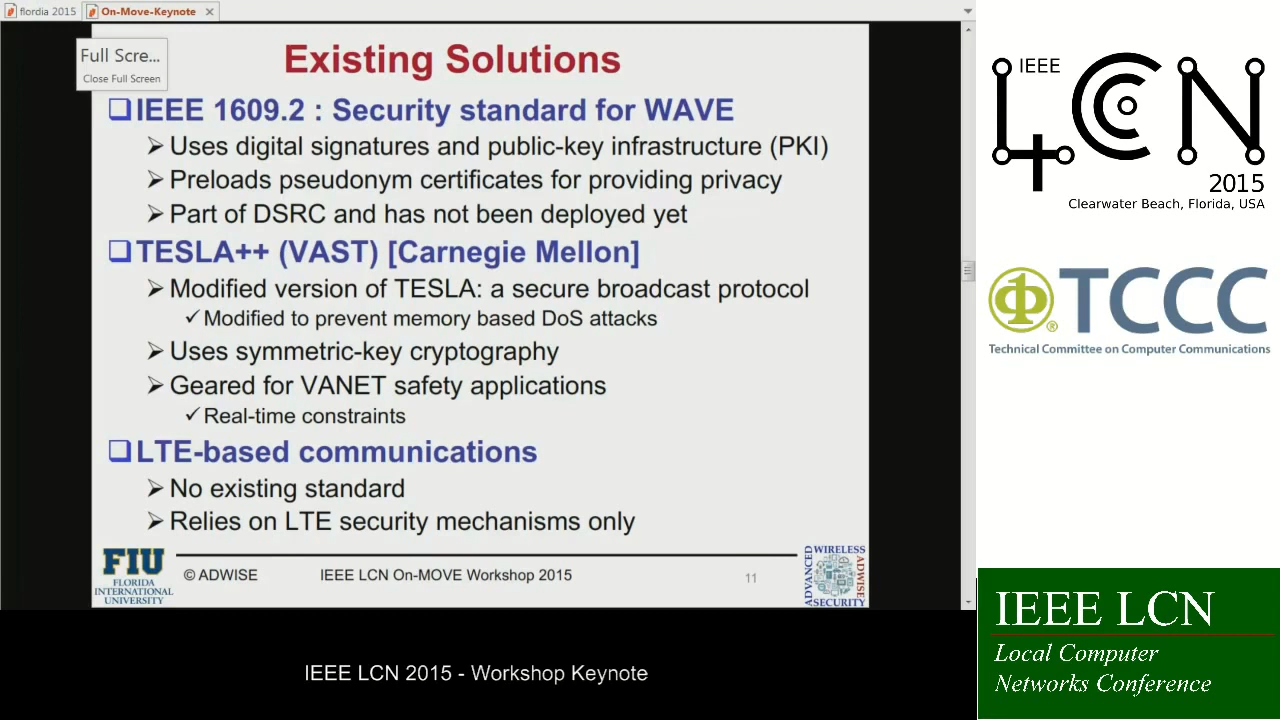 flordia 2015
On-Move-Keynote
Full Scre...
Close Full Screen
Existing Solutions
IEEE 1609.2 : Security standard for WAVE
Uses digital signatures and public-key infrastructure (PKI)
Preloads pseudonym certificates for providing privacy
Part of DSRC and has not been deployed yet
TESLA++ (VAST) [Carnegie Mellon]
Modified version of TESLA: a secure broadcast protocol
Modified to prevent memory based DoS attacks
Uses symmetric-key cryptography
Geared for VANET safety applications
Real-time constraints
LTE-based communications
No existing standard
Relies on LTE security mechanisms only
FIU
FLORIDA
INTERNATIONAL
UNIVERSITY
© ADWISE
IEEE LCN On-MOVE Workshop 2015
11
ADVANCED
WIRELESS
ADWISE
SECURITY
IEEE LCN 2015 - Workshop Keynote
IEEE
LCN
40
2015
Clearwater Beach, Florida, USA
TCCC
®
Technical Committee on Computer Communications
IEEE LCN
Local Computer
Networks Conference